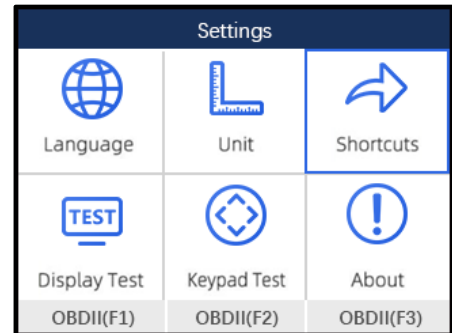 Settings
Language Unit Shortcuts
TEST
Display Test Keypad Test About
OBDII(F1) OBDII(F2) OBDII(F3)